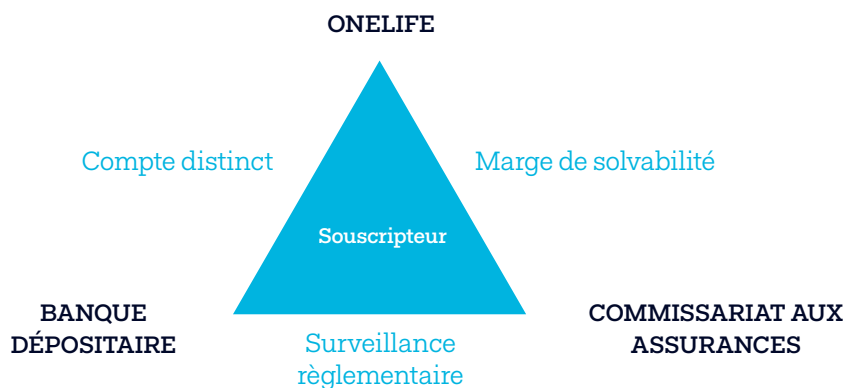 ONELIFE
Compte distinct
Marge de solvabilité
Souscripteur
BANQUE
DÉPOSITAIRE
Surveillance
règlementaire
COMMISSARIAT AUX
ASSURANCES